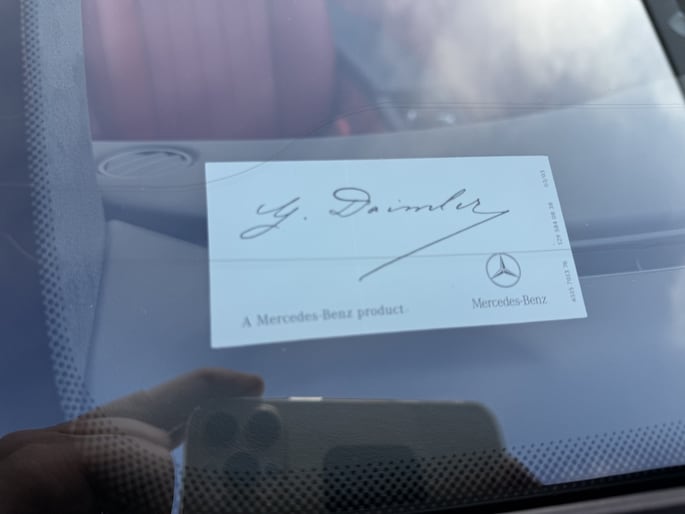 G. Daimler
A Mercedes-Benz product
Mercedes-Benz